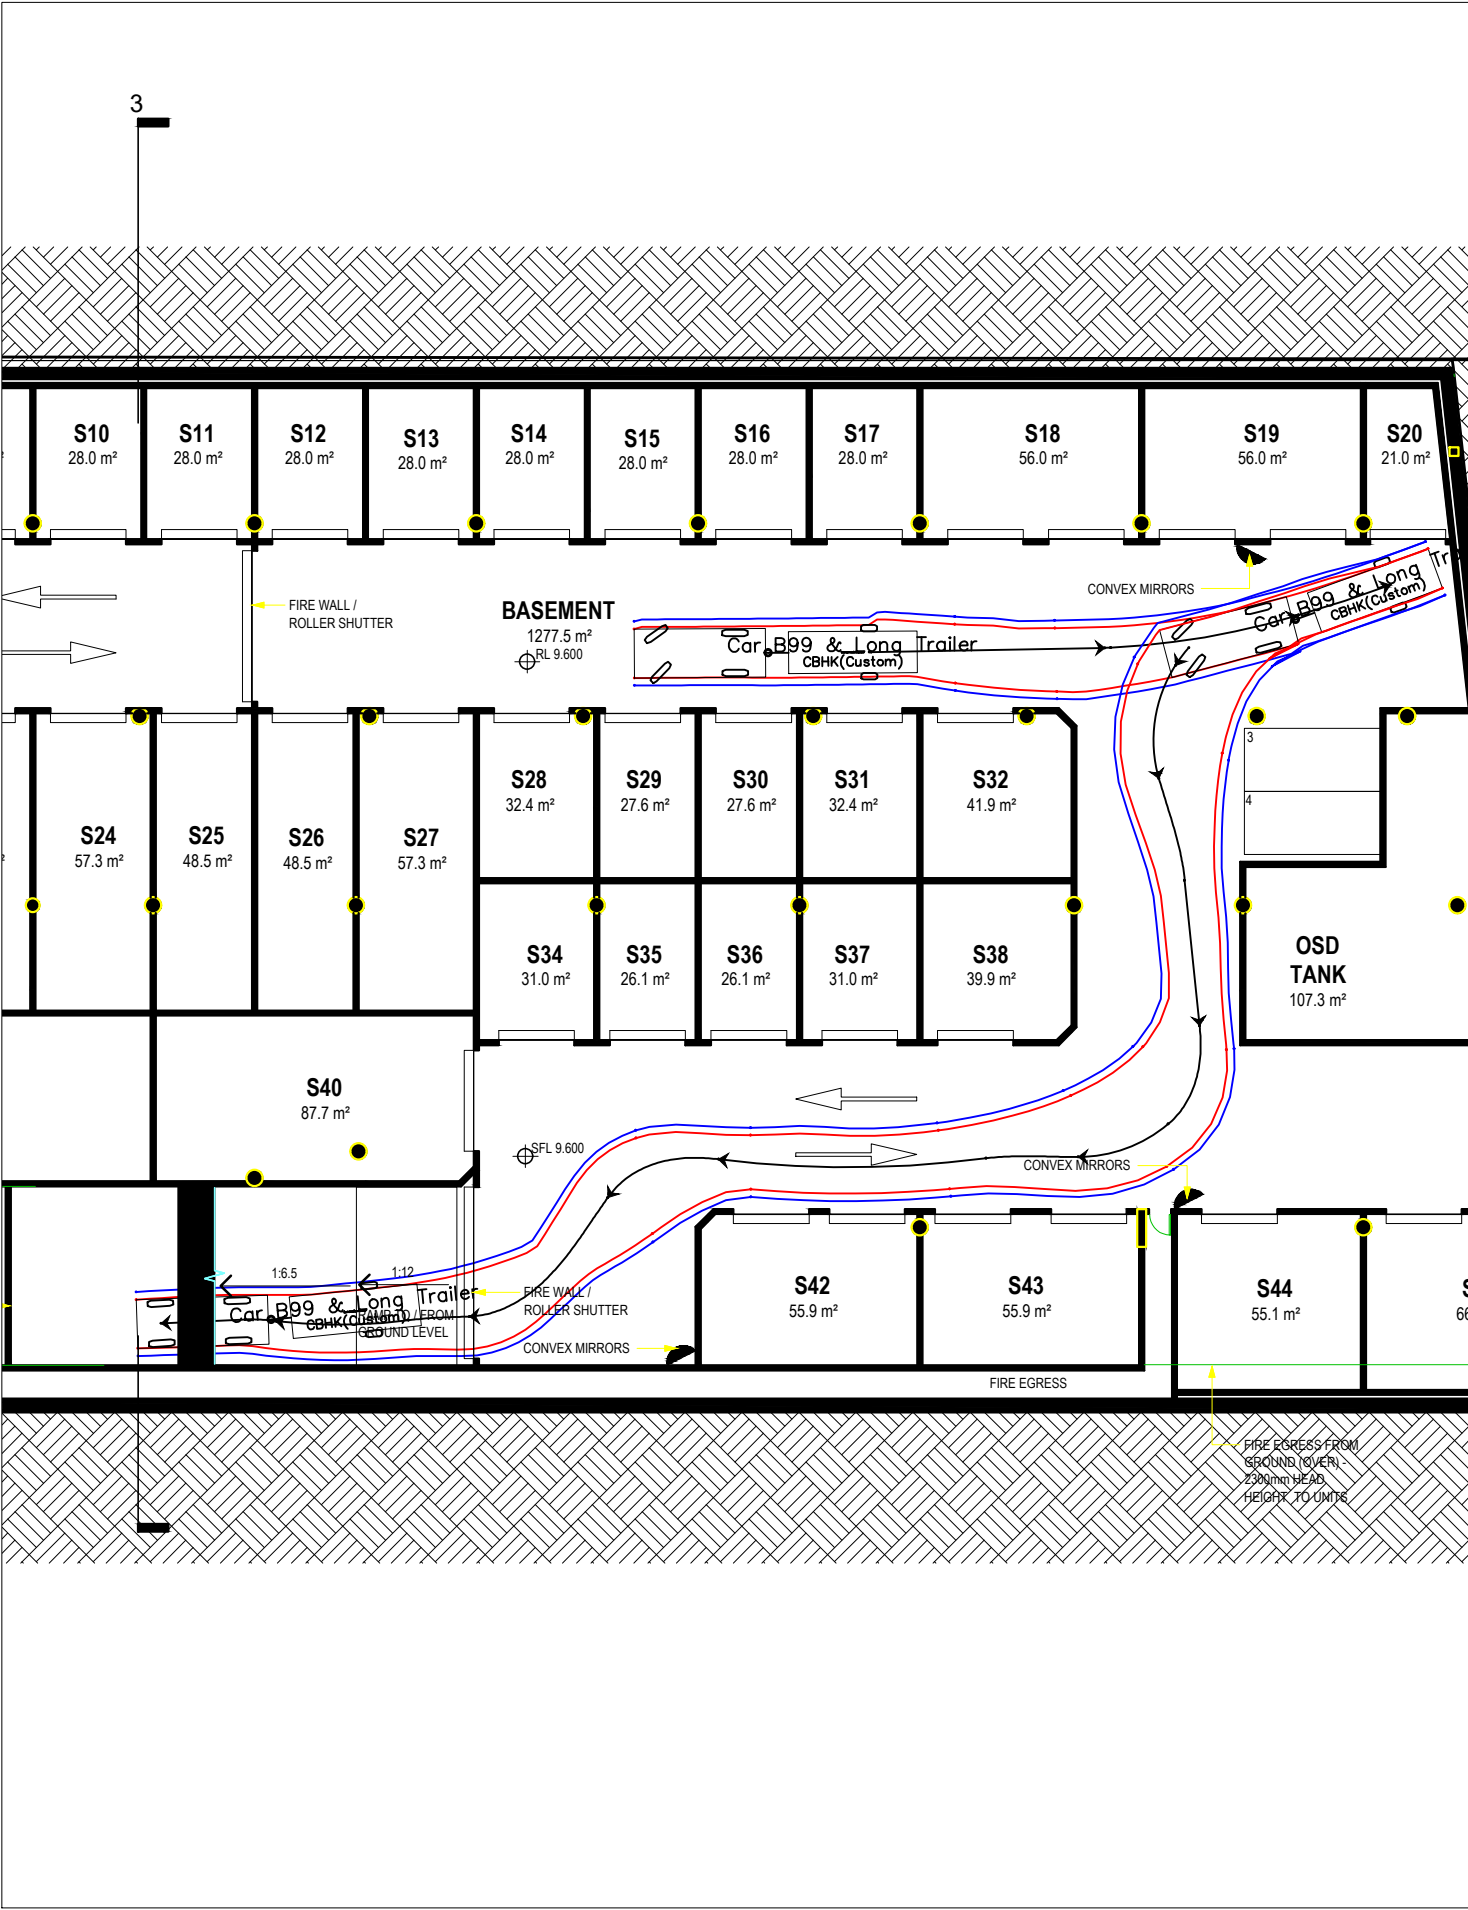 3
S10
28.0 m²
S11
28.0 m²
S12
28.0 m²
S13
28.0 m²
S14
28.0 m²
S15
28.0 m²
S16
28.0 m²
S17
28.0 m²
S18
56.0 m²
S19
56.0 m²
S20
21.0 m²
CONVEX MIRRORS
FIRE WALL /
ROLLER SHUTTER
BASEMENT
1277.5 m²
RL 9.600
Car B99 & Long Trailer
CBHK(Custom)
Car B99 & Long Tr
CBHK(Custom)
3
4
S24
57.3 m²
S25
48.5 m²
S26
48.5 m²
S27
57.3 m²
S28
32.4 m²
S29
27.6 m²
S30
27.6 m²
S31
32.4 m²
S32
41.9 m²
S34
31.0 m²
S35
26.1 m²
S36
26.1 m²
S37
31.0 m²
S38
39.9 m²
OSD
TANK
107.3 m²
S40
87.7 m²
SFL 9.600
CONVEX MIRRORS
1:6.5
1:12
Car B99 & Long Trailer
CBHK(Custom)
RAMP TO / FROM
GROUND LEVEL
FIRE WALL /
ROLLER SHUTTER
CONVEX MIRRORS
S42
55.9 m²
S43
55.9 m²
S44
55.1 m²
S
66
FIRE EGRESS
FIRE EGRESS FROM
GROUND (OVER) -
2300mm HEAD
HEIGHT TO UNITS